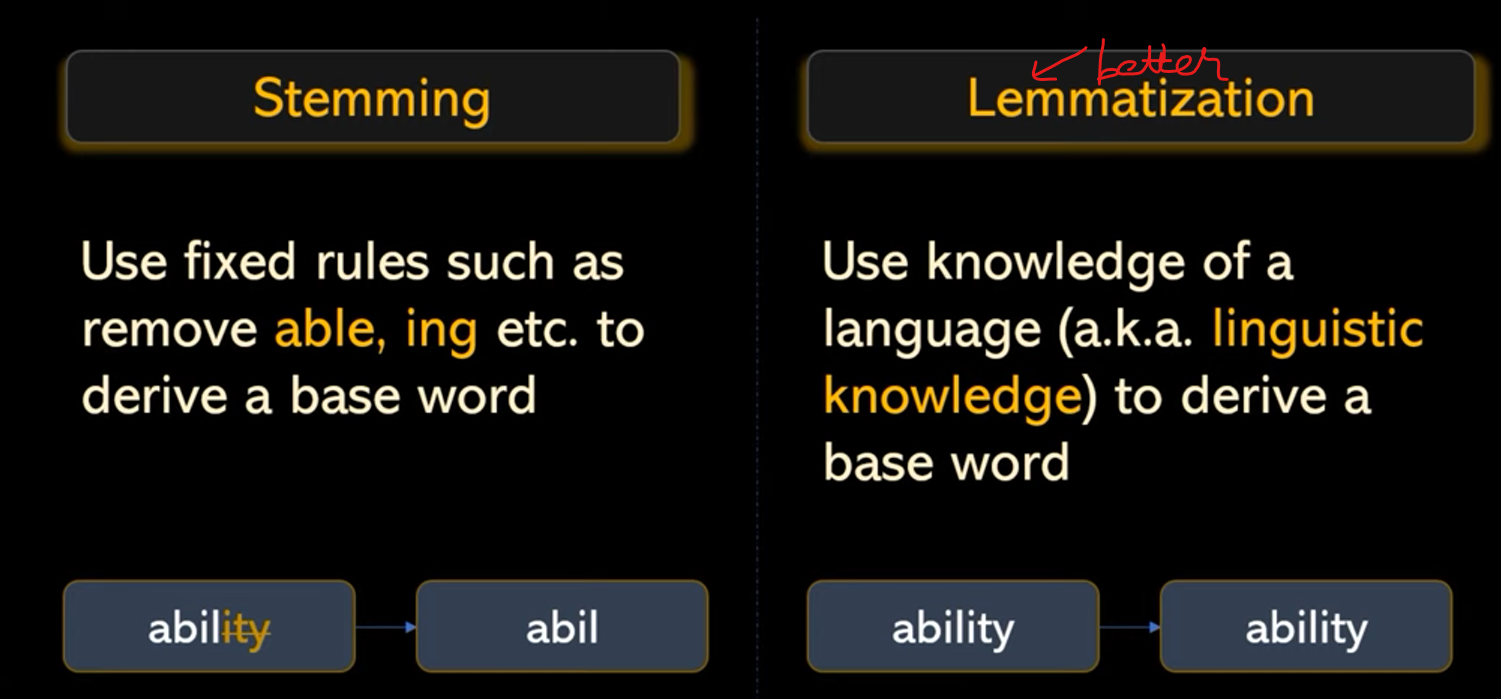 Stemming
Use fixed rules such as
remove able, ing etc. to
derive a base word
ability
abil
better
Lemmatization
Use knowledge of a
language (a.k.a. linguistic
knowledge) to derive a
base word
ability
ability